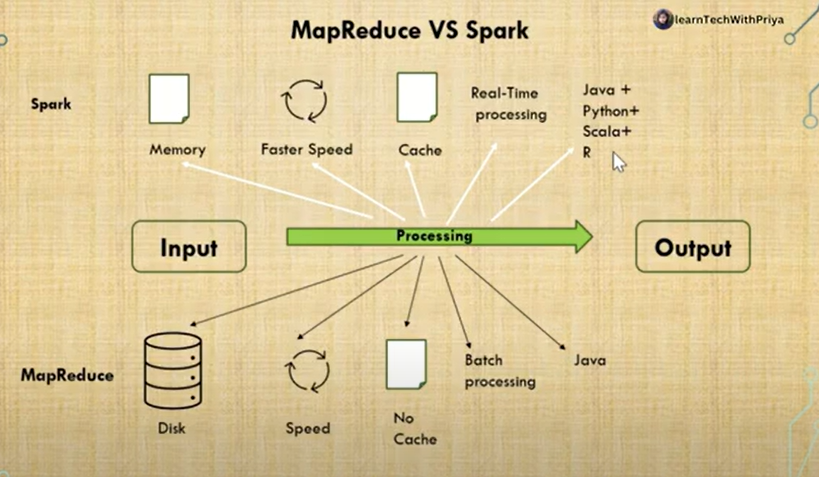 MapReduce VS Spark
learnTechWithPriya
Spark
Memory
Faster Speed
Cache
Real-Time
processing
Java +
Python+
Scala+
R
Input
Processing
Output
MapReduce
Disk
Speed
No
Cache
Batch
processing
Java